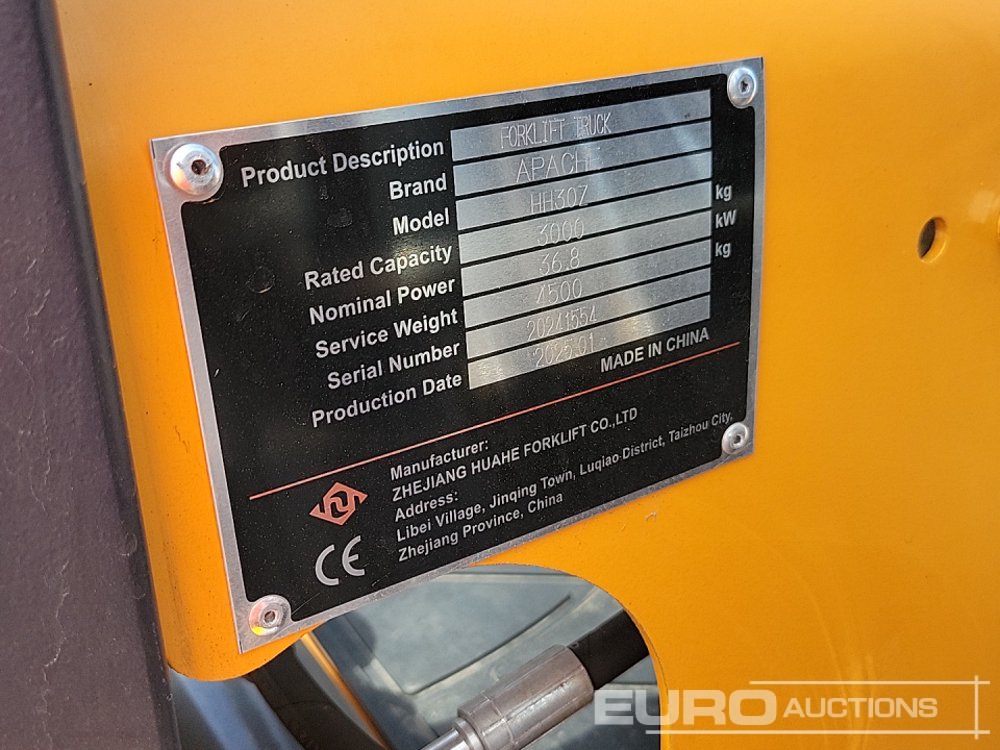 Product Description FORKLIFT TRUCK
Brand APACHE
Model HH30Z
Rated Capacity 3000 kg
Nominal Power 36.8 kW
Service Weight 4500 kg
Serial Number 20241554
Production Date 2025.01
MADE IN CHINA
Manufacturer:
ZHEJIANG HUAHE FORKLIFT CO.,LTD
Address:
Libei Village, Jinqing Town, Luqiao District, Taizhou City,
Zhejiang Province, China
CE
EURO AUCTIONS